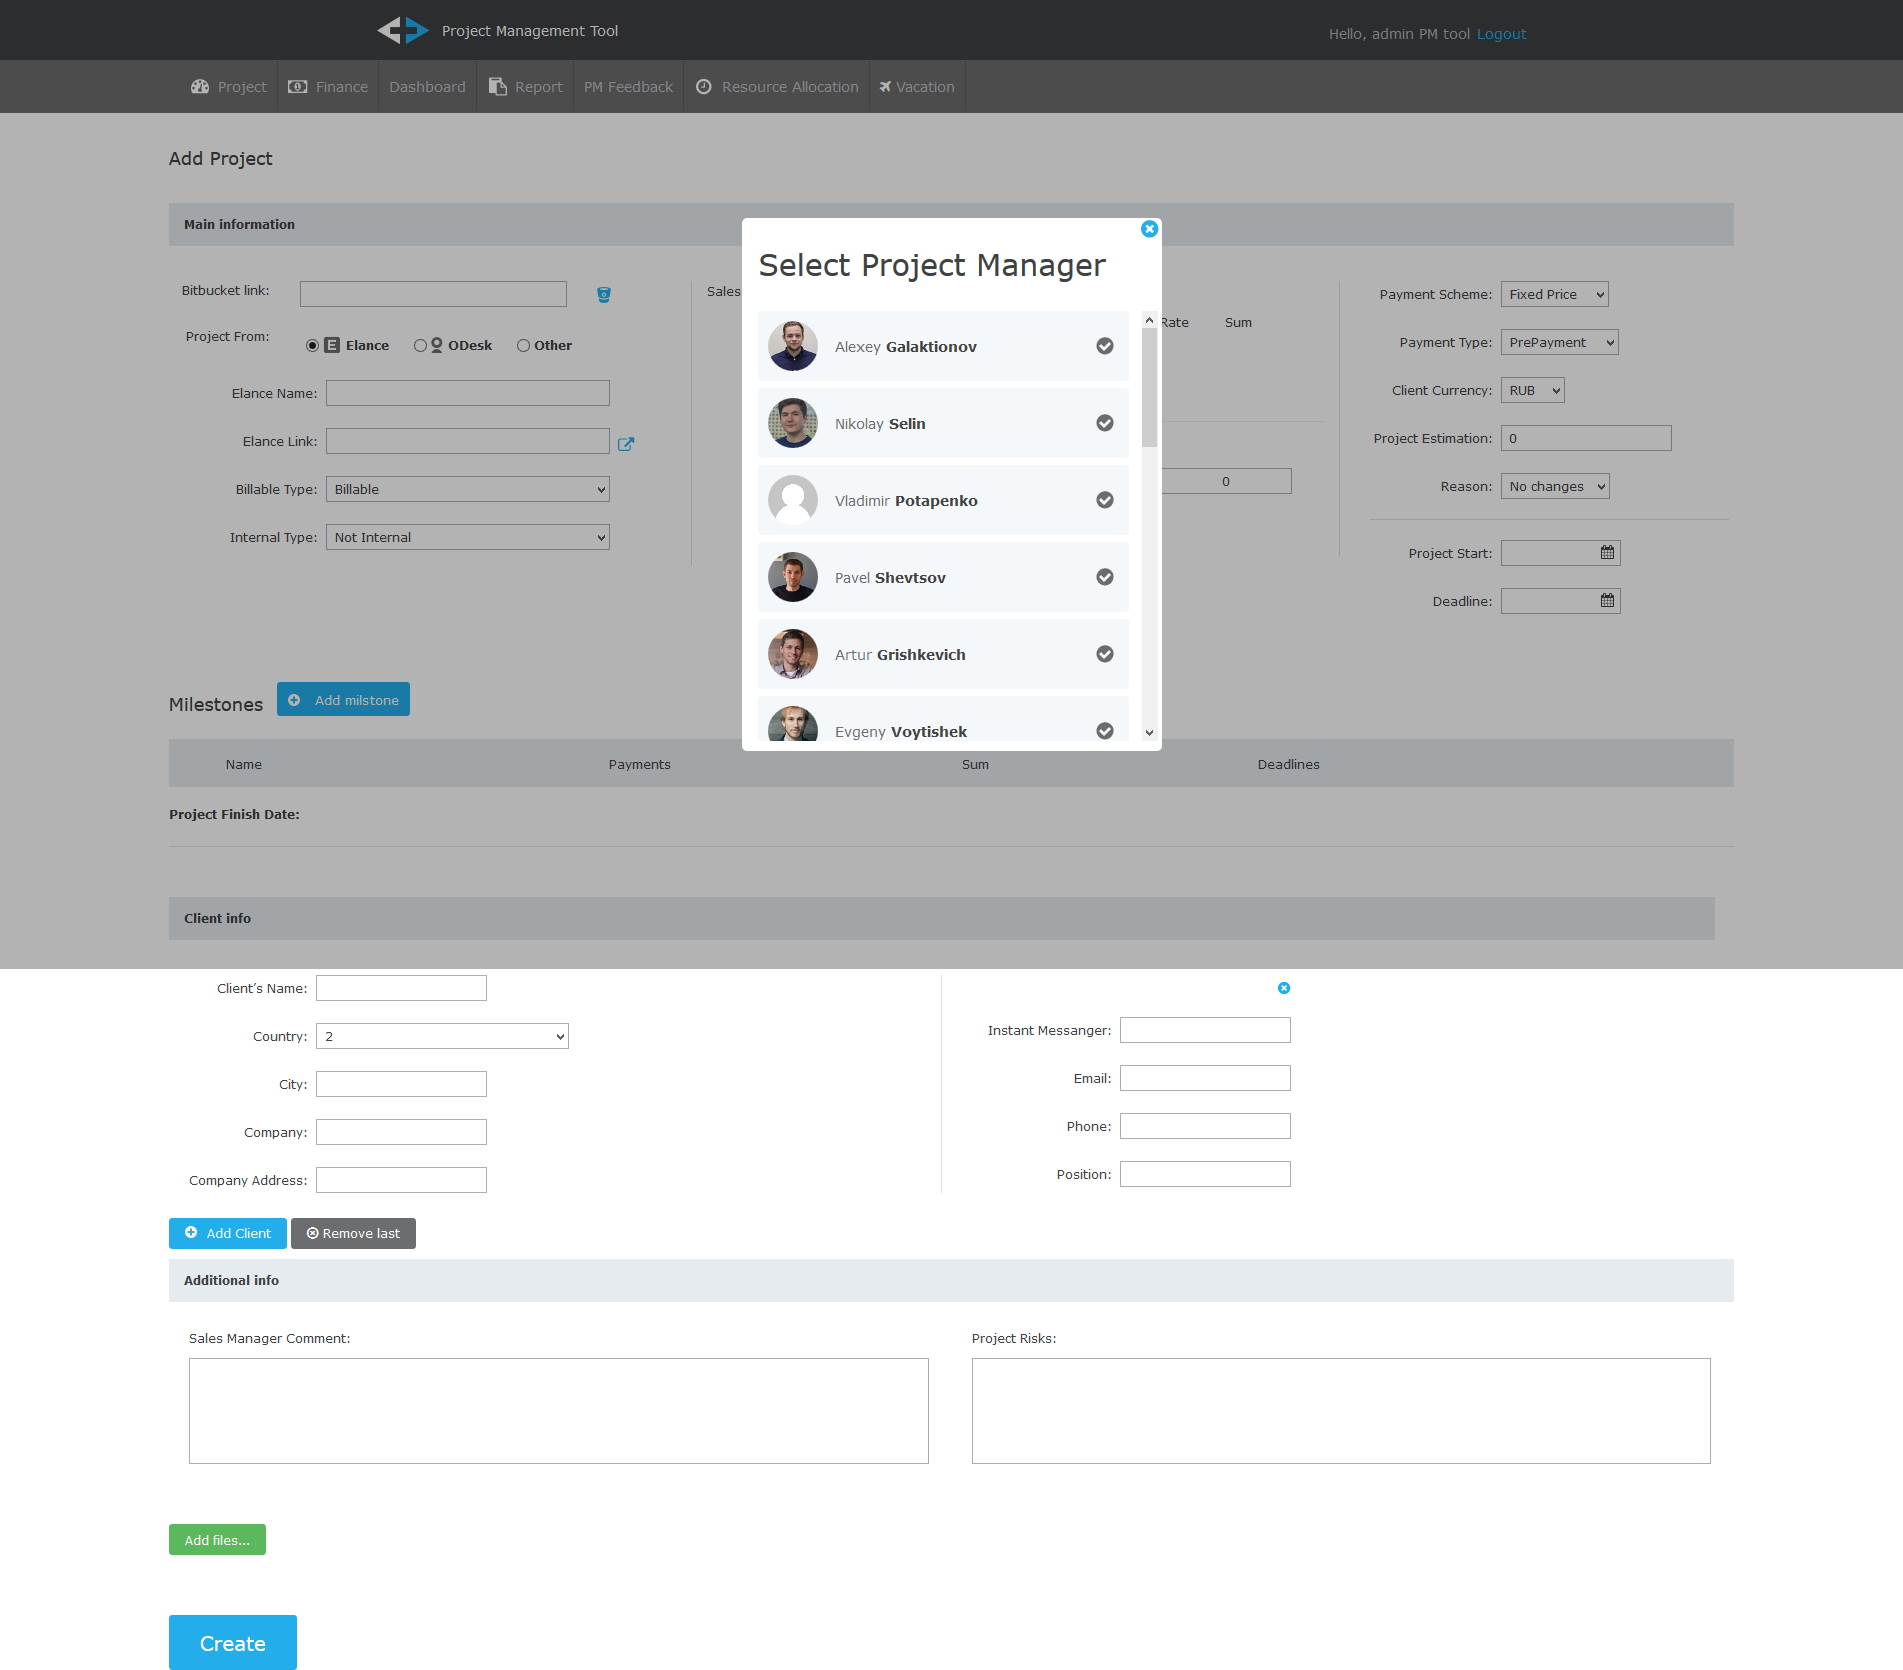 Project Management Tool
Hello, admin PM tool Logout
Project Finance Dashboard Report PM Feedback Resource Allocation Vacation
Add Project
Main information
Select Project Manager
Alexey Galaktionov
Nikolay Selin
Vladimir Potapenko
Pavel Shevtsov
Artur Grishkevich
Evgeny Voytishek
Bitbucket link:
Project From: E Elance ODesk Other
Elance Name:
Elance Link:
Billable Type: Billable
Internal Type: Not Internal
Sales
Rate Sum
0
Payment Scheme: Fixed Price
Payment Type: PrePayment
Client Currency: RUB
Project Estimation: 0
Reason: No changes
Project Start:
Deadline:
Milestones Add milstone
Name Payments Sum Deadlines
Project Finish Date:
Client info
Client’s Name:
Country: 2
City:
Company:
Company Address:
Instant Messanger:
Email:
Phone:
Position:
Add Client Remove last
Additional info
Sales Manager Comment:
Project Risks:
Add files...
Create